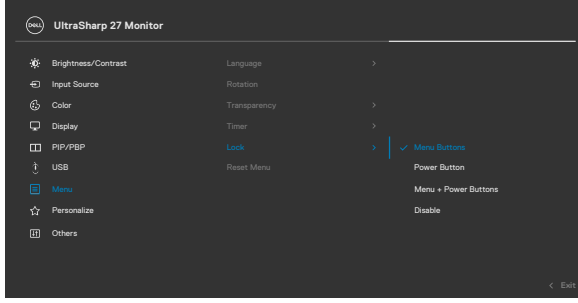 DELL
UltraSharp 27 Monitor
Brightness/Contrast
Language
Input Source
Rotation
Color
Transparency
Display
Timer
PIP/PBP
Lock
Menu Buttons
USB
Reset Menu
Power Button
Menu
Menu + Power Buttons
Personalize
Disable
Others
Exit